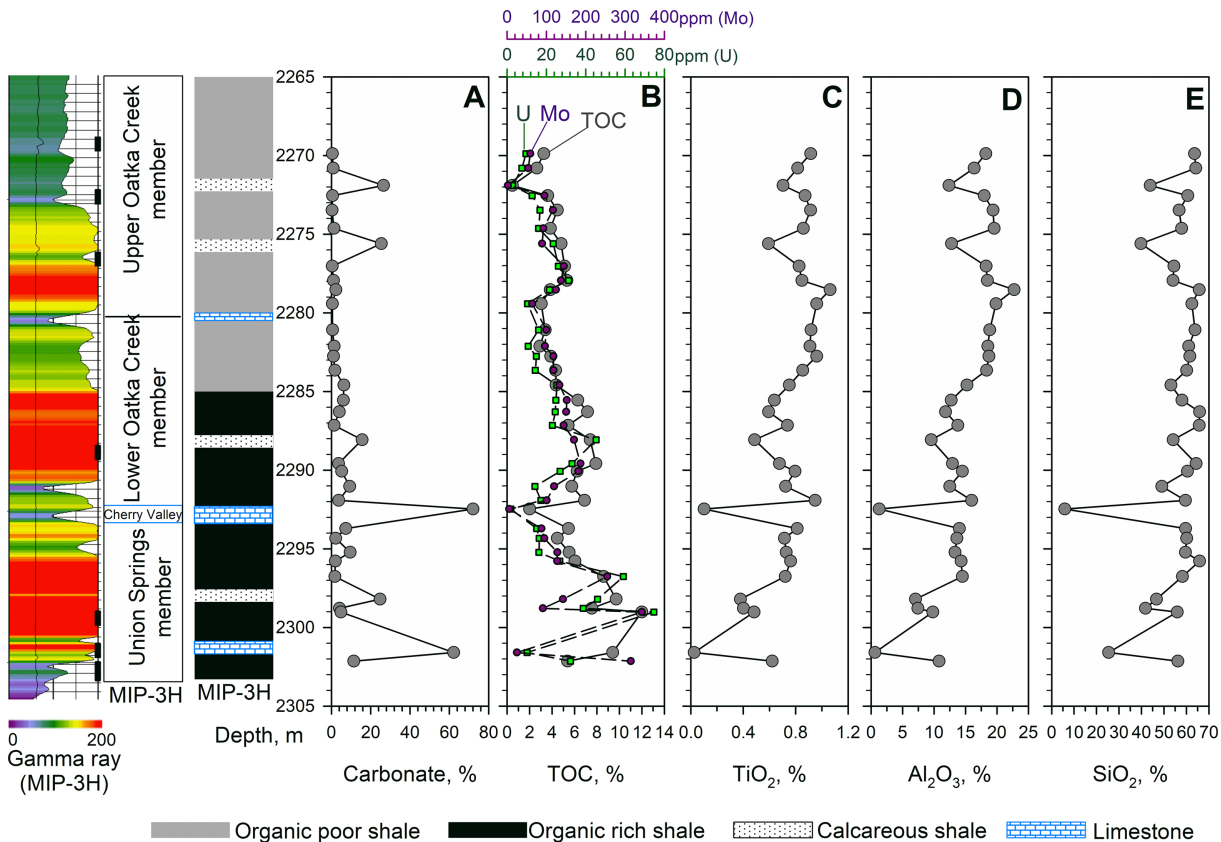 0 100 200 300 400 ppm (Mo)
0 20 40 60 80 ppm (U)
Upper Oatka Creek
member
Lower Oatka Creek
member
Cherry Valley
Union Springs
member
MIP-3H
MIP-3H
A
B
C
D
E
U
Mo
TOC
2265
2270
2275
2280
2285
2290
2295
2300
2305
Depth, m
0 20 40 60 80
Carbonate, %
0 2 4 6 8 10 12 14
TOC, %
0 0.4 0.8 1.2
TiO₂, %
0 5 10 15 20 25
Al₂O₃, %
0 10 20 30 40 50 60 70
SiO₂, %
0 200
Gamma ray
(MIP-3H)
Organic poor shale
Organic rich shale
Calcareous shale
Limestone